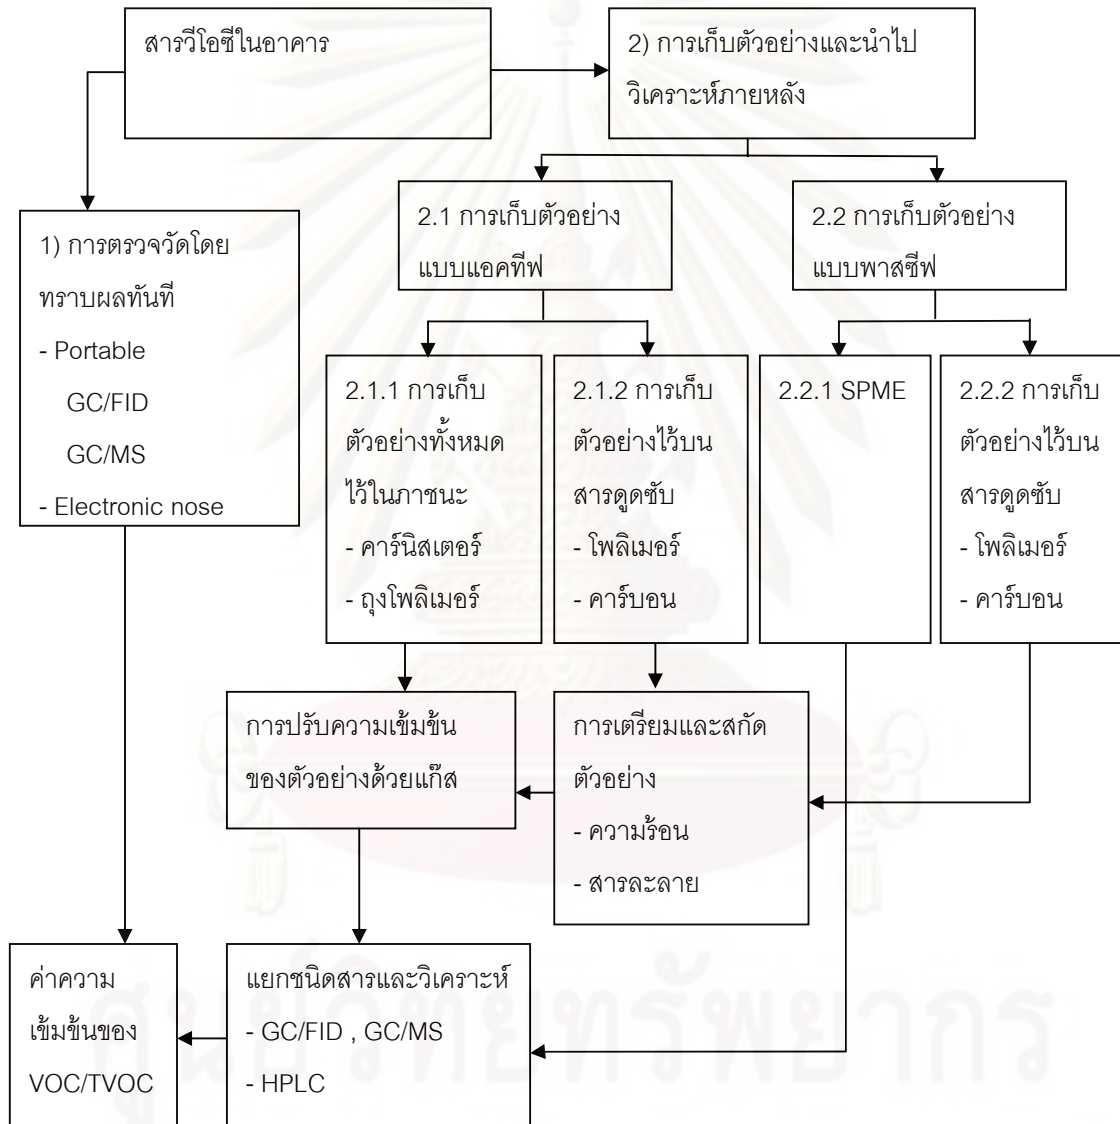 สารวีโอซีในอาคาร
2) การเก็บตัวอย่างและนำไป
วิเคราะห์ภายหลัง
1) การตรวจวัดโดย
ทราบผลทันที
- Portable
GC/FID
GC/MS
- Electronic nose
2.1 การเก็บตัวอย่าง
แบบแอคทีฟ
2.2 การเก็บตัวอย่าง
แบบพาสซีฟ
2.1.1 การเก็บ
ตัวอย่างทั้งหมด
ไว้ในภาชนะ
- คาร์นิสเตอร์
- ถุงโพลิเมอร์
2.1.2 การเก็บ
ตัวอย่างไว้บน
สารดูดซับ
- โพลิเมอร์
- คาร์บอน
2.2.1 SPME
2.2.2 การเก็บ
ตัวอย่างไว้บน
สารดูดซับ
- โพลิเมอร์
- คาร์บอน
การปรับความเข้มข้น
ของตัวอย่างด้วยแก๊ส
การเตรียมและสกัด
ตัวอย่าง
- ความร้อน
- สารละลาย
ค่าความ
เข้มข้นของ
VOC/TVOC
แยกชนิดสารและวิเคราะห์
- GC/FID , GC/MS
- HPLC
ศูนย์วิทยทรัพยากร